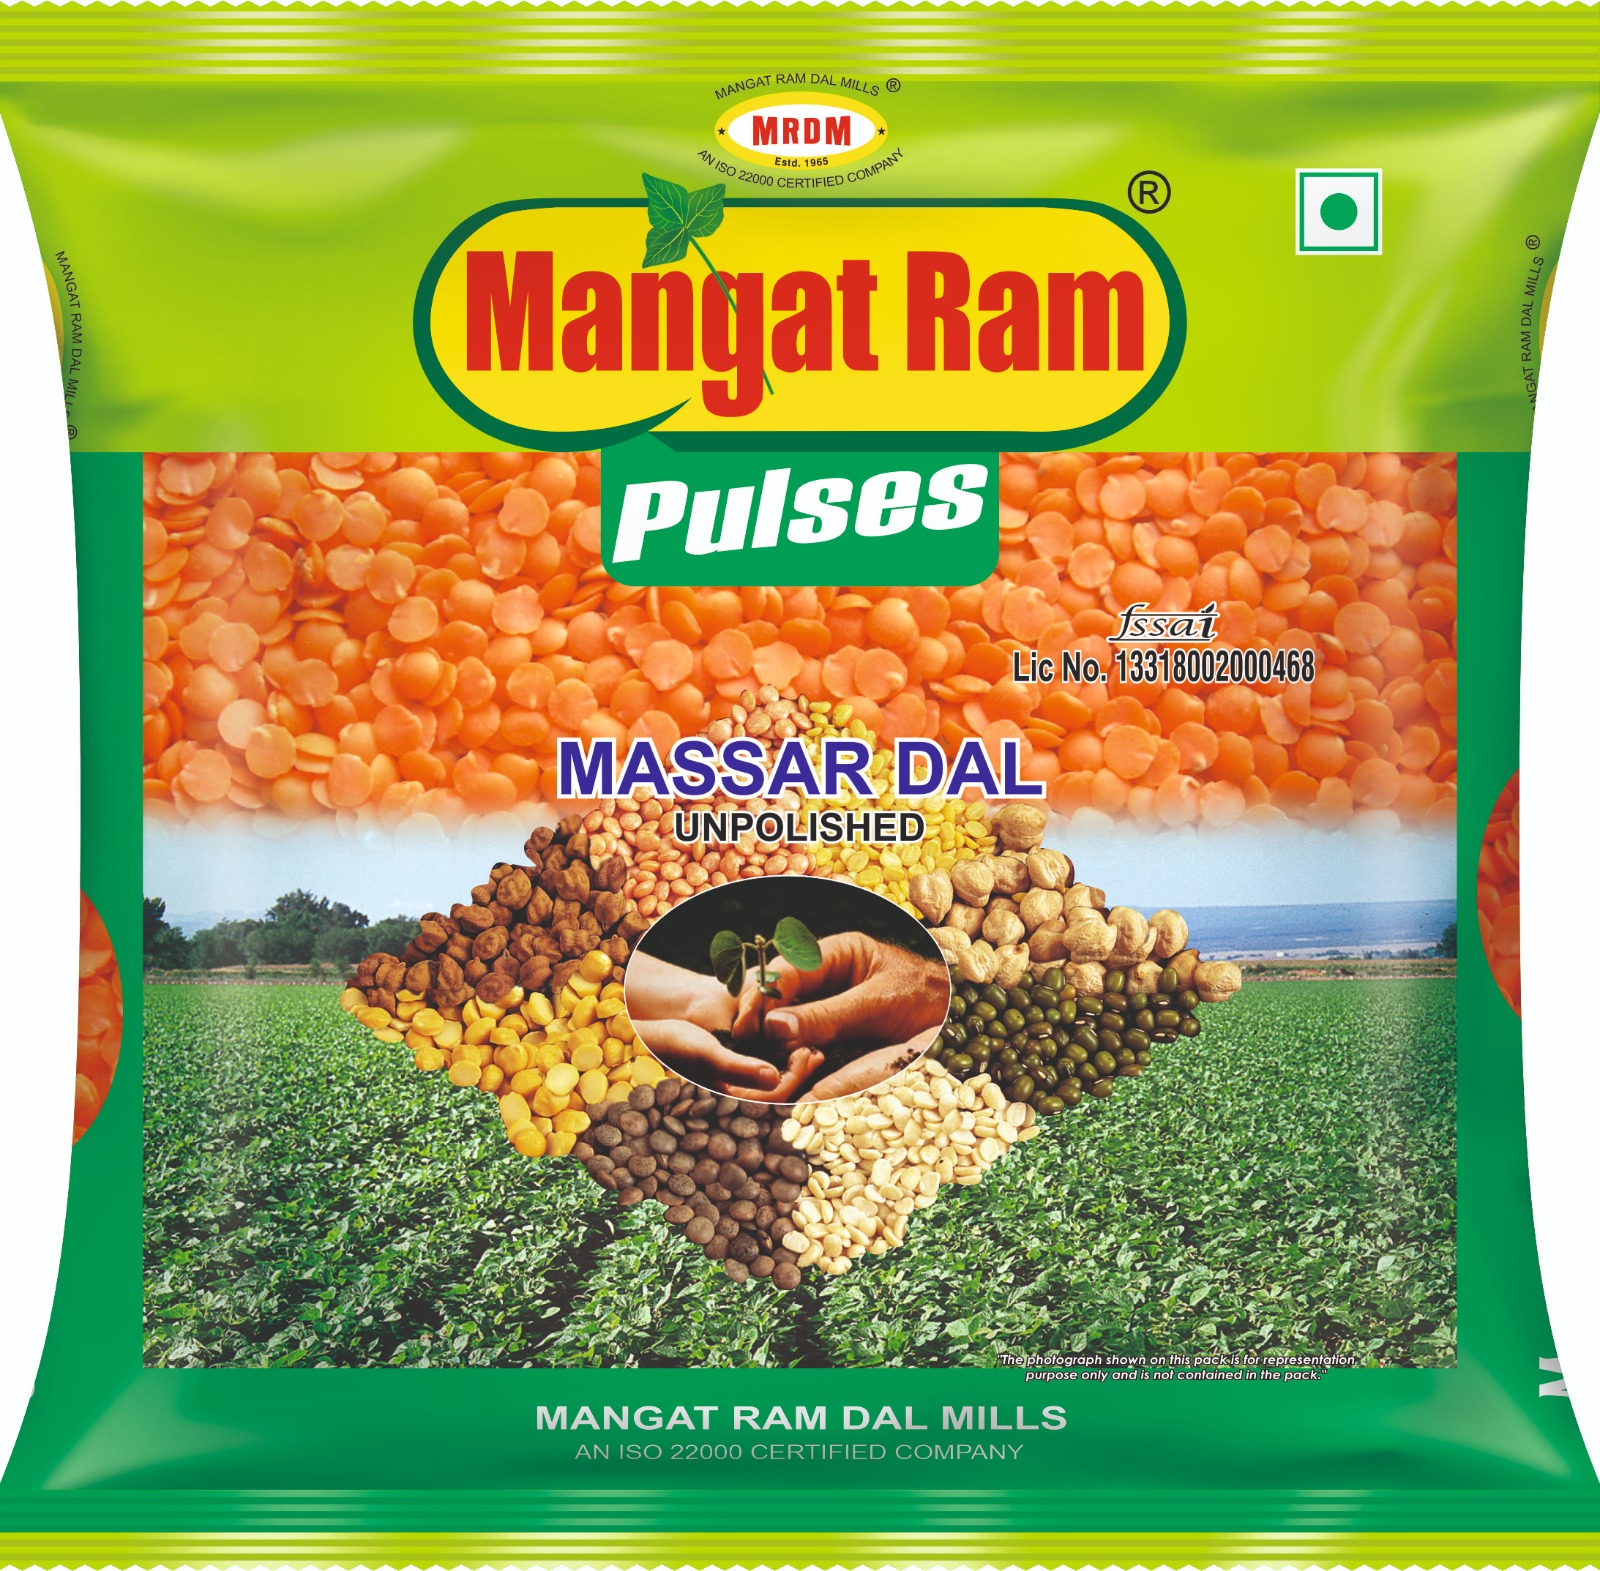 MANGAT RAM DAL MILLS ®
MRDM
Estd. 1965
AN ISO 22000 CERTIFIED COMPANY
Mangat Ram ®
Pulses
MANGAT RAM DAL MILLS ®
MANGAT RAM DAL MILLS ®
fssai
Lic No. 13318002000468
MASSAR DAL
UNPOLISHED
"The photograph shown on this pack is for representation
purpose only and is not contained in the pack."
MANGAT RAM DAL MILLS
AN ISO 22000 CERTIFIED COMPANY